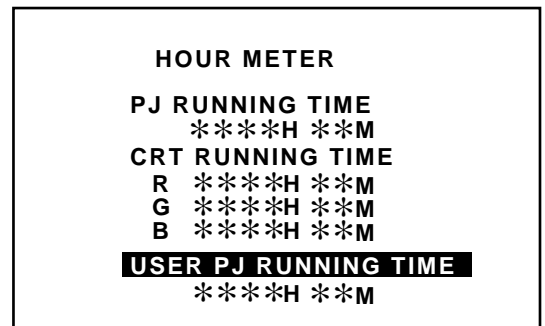 HOUR METER
PJ RUNNING TIME
****H **M
CRT RUNNING TIME
R ****H **M
G ****H **M
B ****H **M
USER PJ RUNNING TIME
****H **M